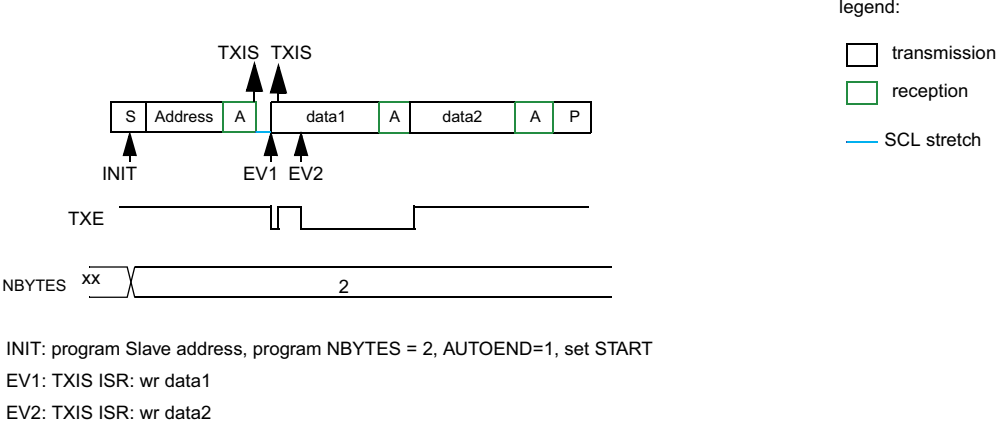 legend:
TXIS TXIS
transmission
reception
S Address A data1 A data2 A P
SCL stretch
INIT EV1 EV2
TXE
NBYTES xx 2
INIT: program Slave address, program NBYTES = 2, AUTOEND=1, set START
EV1: TXIS ISR: wr data1
EV2: TXIS ISR: wr data2